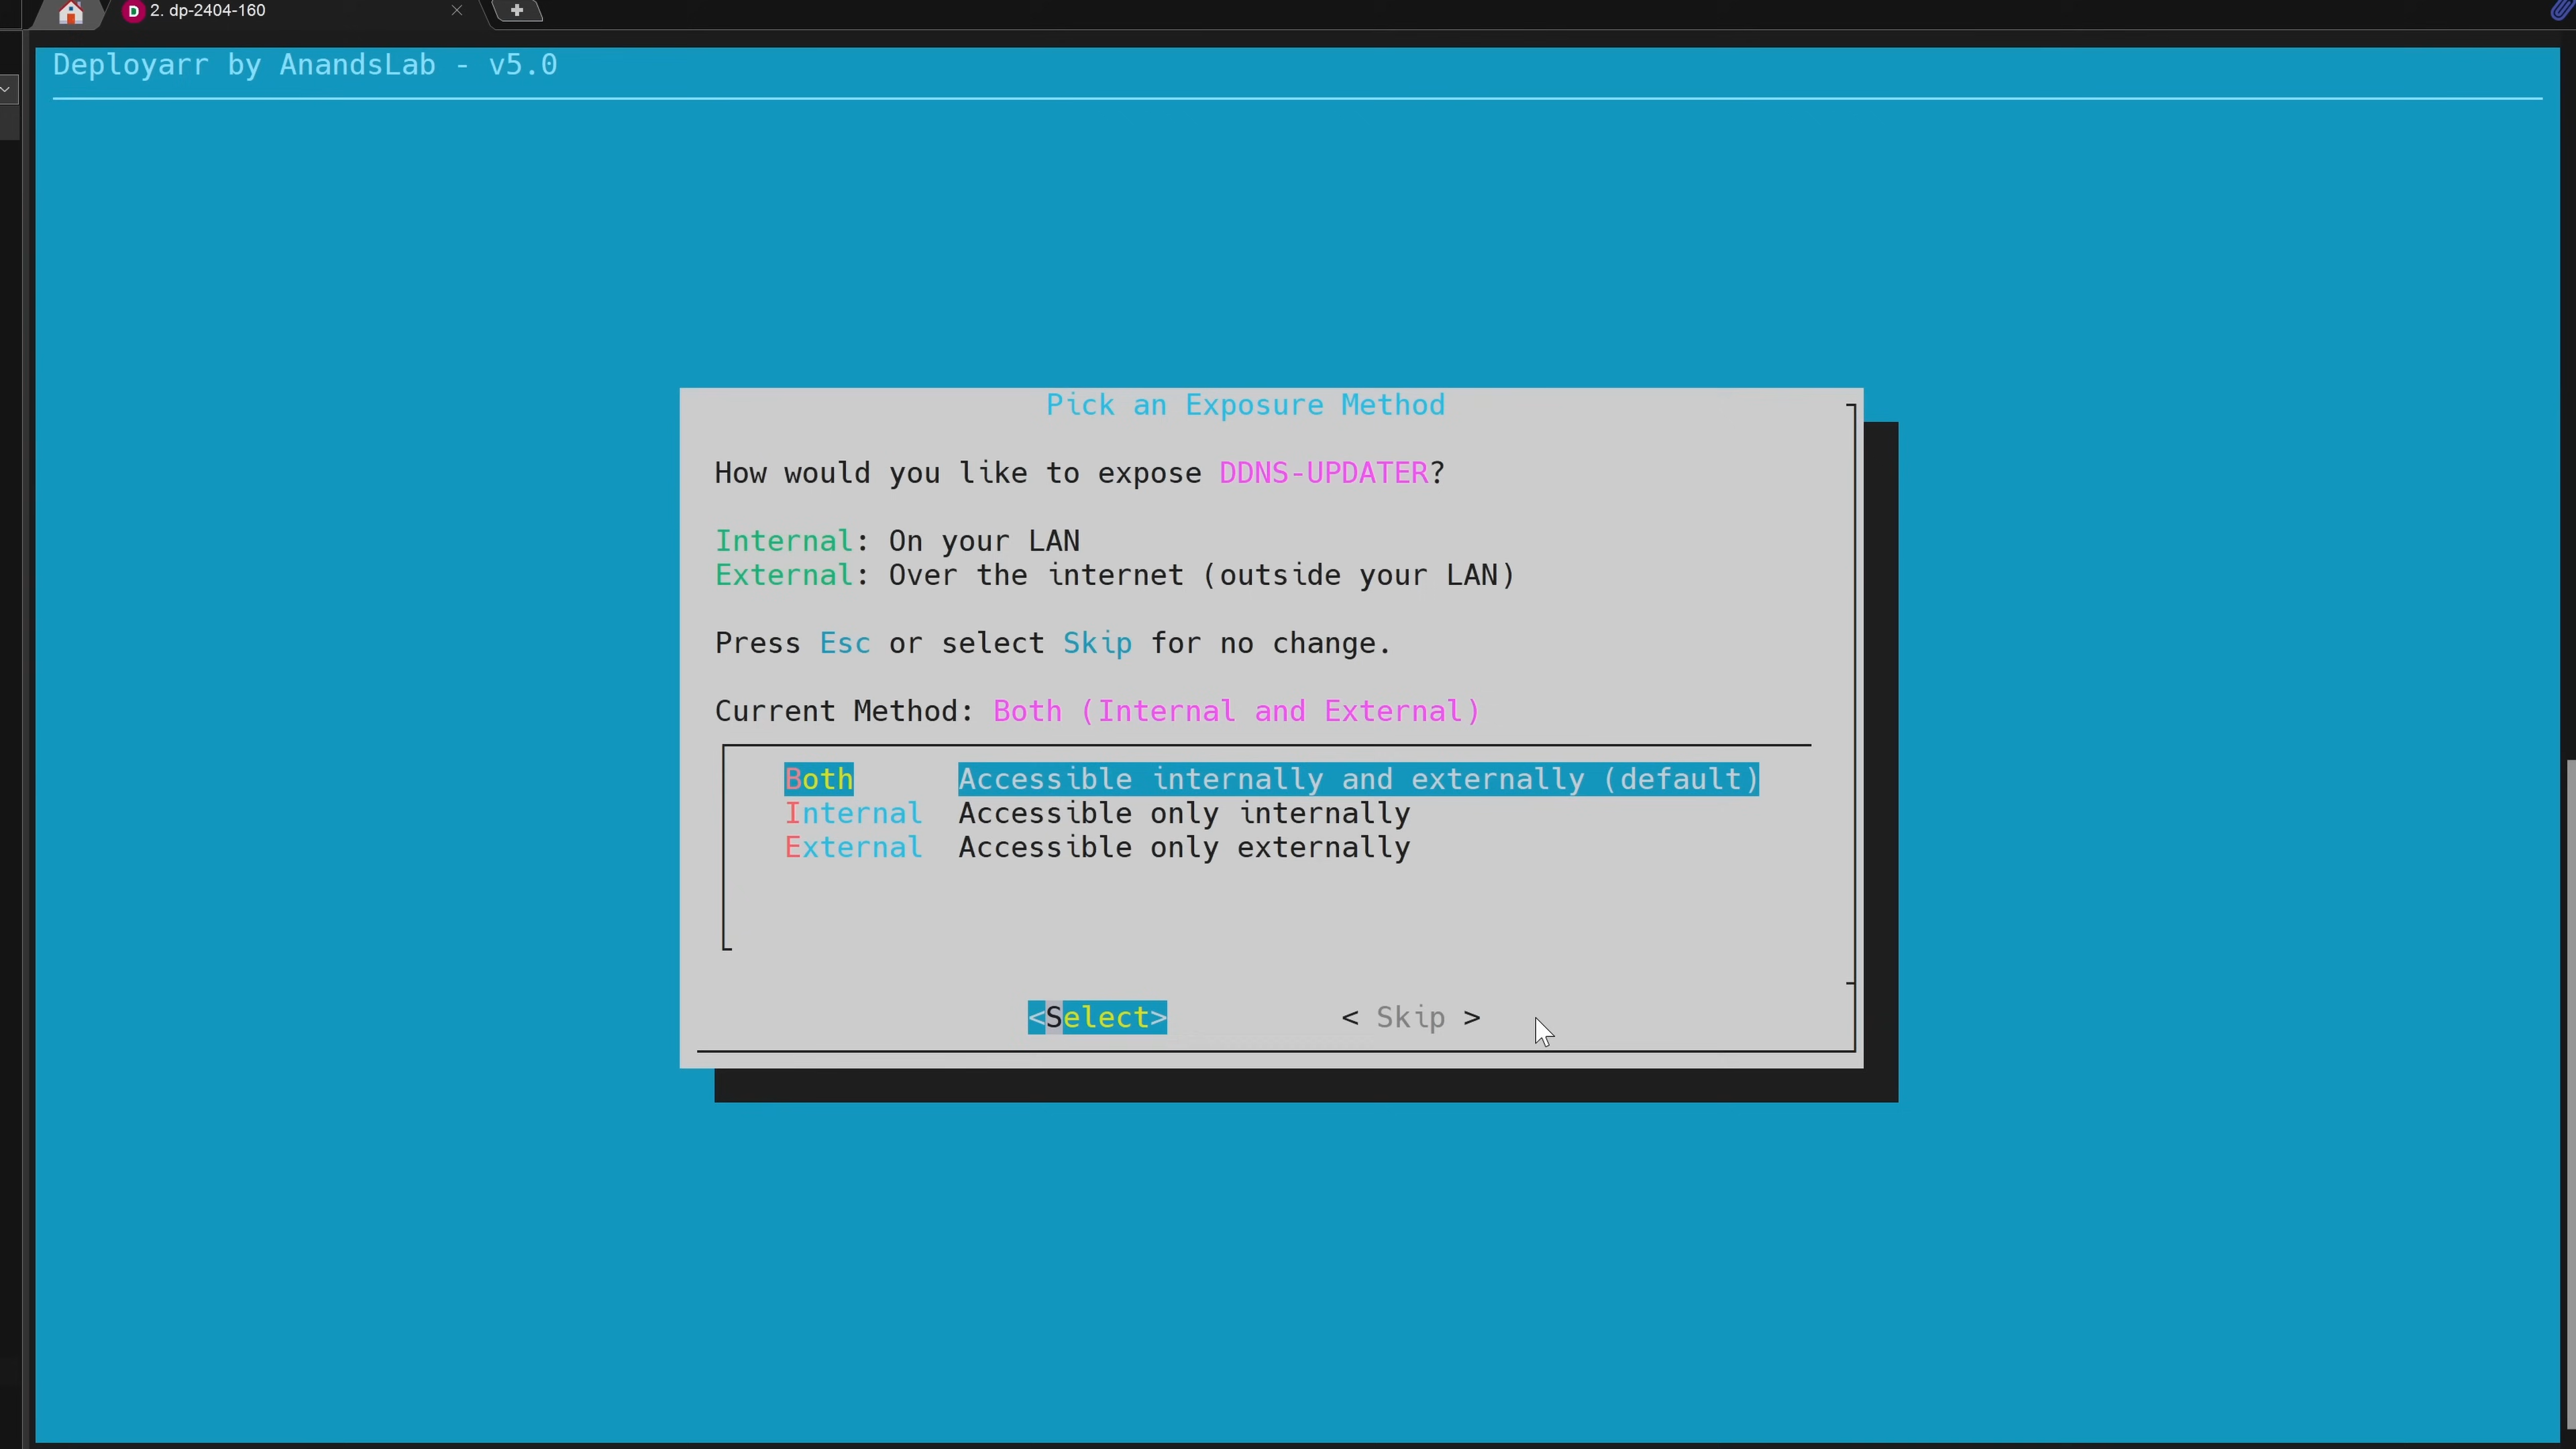 2. dp-2404-160
Deployarr by AnandsLab - v5.0
Pick an Exposure Method
How would you like to expose DDNS-UPDATER?
Internal: On your LAN
External: Over the internet (outside your LAN)
Press Esc or select Skip for no change.
Current Method: Both (Internal and External)
Both Accessible internally and externally (default)
Internal Accessible only internally
External Accessible only externally
<Select> < Skip >